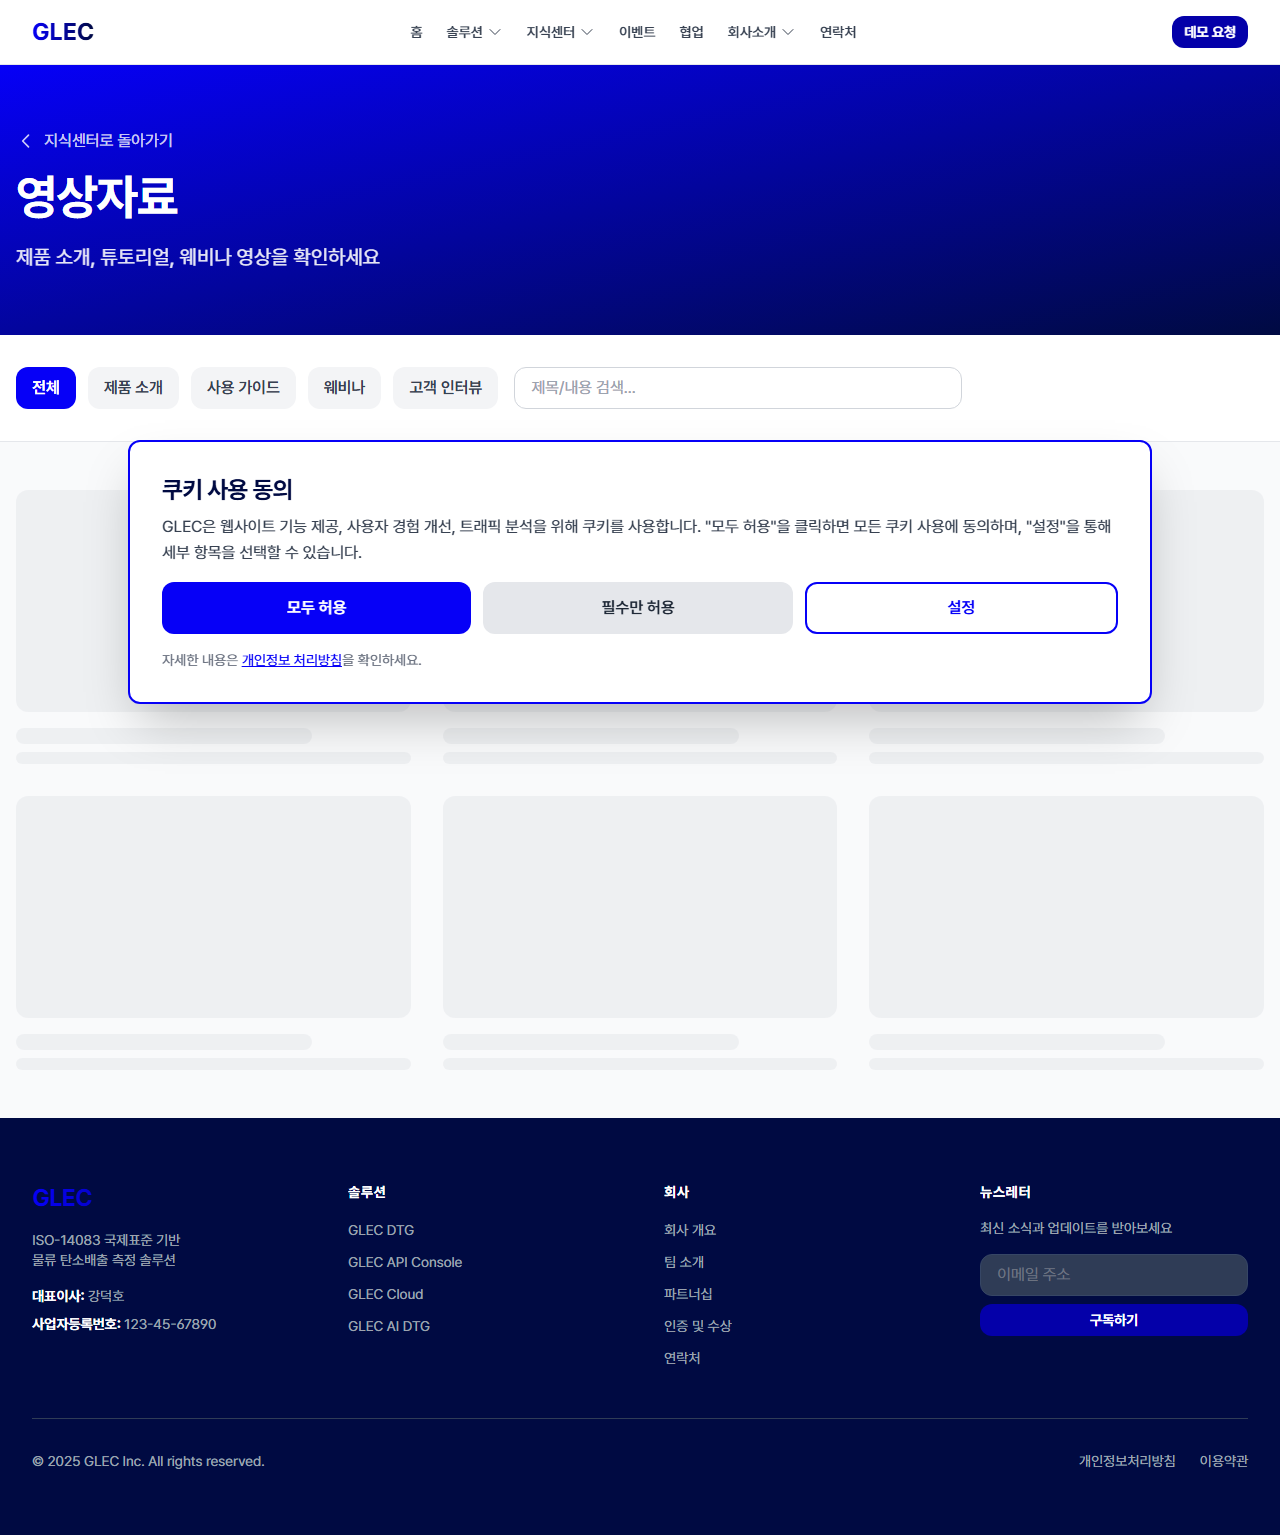 GLEC
홈
솔루션
지식센터
이벤트
협업
회사소개
연락처
데모 요청
지식센터로 돌아가기
영상자료
제품 소개, 튜토리얼, 웨비나 영상을 확인하세요
전체
제품 소개
사용 가이드
웨비나
고객 인터뷰
제목/내용 검색...
쿠키 사용 동의
GLEC은 웹사이트 기능 제공, 사용자 경험 개선, 트래픽 분석을 위해 쿠키를 사용합니다. "모두 허용"을 클릭하면 모든 쿠키 사용에 동의하며, "설정"을 통해
세부 항목을 선택할 수 있습니다.
모두 허용
필수만 허용
설정
자세한 내용은 개인정보 처리방침을 확인하세요.
GLEC
ISO-14083 국제표준 기반
물류 탄소배출 측정 솔루션
대표이사: 강덕호
사업자등록번호: 123-45-67890
솔루션
GLEC DTG
GLEC API Console
GLEC Cloud
GLEC AI DTG
회사
회사 개요
팀 소개
파트너십
인증 및 수상
연락처
뉴스레터
최신 소식과 업데이트를 받아보세요
이메일 주소
구독하기
© 2025 GLEC Inc. All rights reserved.
개인정보처리방침
이용약관